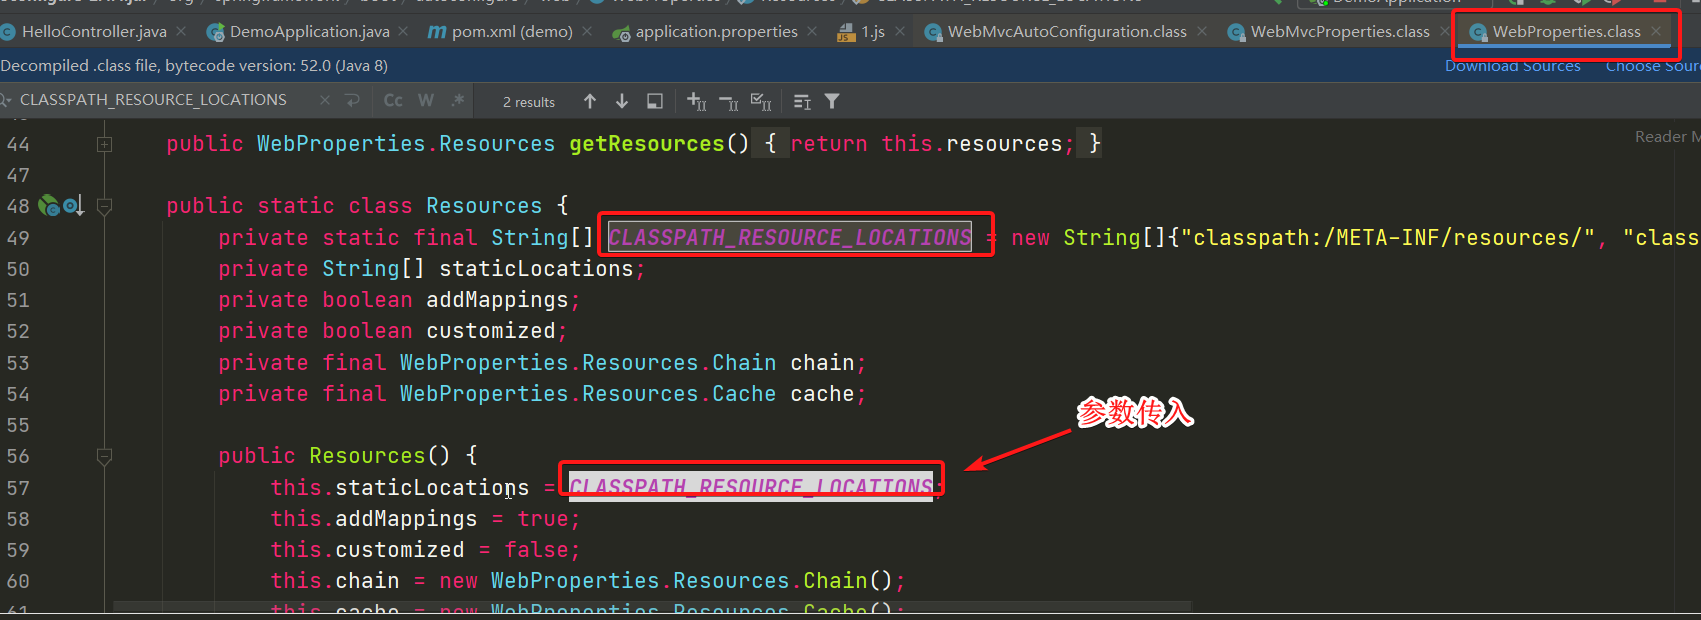 HelloController.java DemoApplication.java pom.xml (demo) application.properties 1.js WebMvcAutoConfiguration.class WebMvcProperties.class WebProperties.class
Decompiled .class file, bytecode version: 52.0 (Java 8) Download Sources Choose Sour
CLASSPATH_RESOURCE_LOCATIONS Cc W .* 2 results
Reader M
44 public WebProperties.Resources getResources() { return this.resources; }
47
48 public static class Resources {
49 private static final String[] CLASSPATH_RESOURCE_LOCATIONS = new String[]{"classpath:/META-INF/resources/", "class
50 private String[] staticLocations;
51 private boolean addMappings;
52 private boolean customized;
53 private final WebProperties.Resources.Chain chain;
54 private final WebProperties.Resources.Cache cache;
参数传入
55
56 public Resources() {
57 this.staticLocations = CLASSPATH_RESOURCE_LOCATIONS;
58 this.addMappings = true;
59 this.customized = false;
60 this.chain = new WebProperties.Resources.Chain();
61 this.cache = new WebProperties.Resources.Cache();